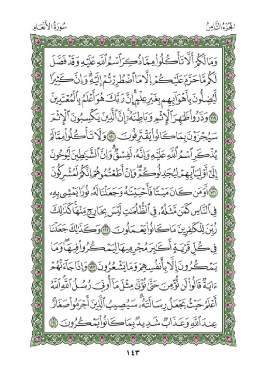 الجزء الثامن
سورة الأنعام
وَمَا لَكُمْ أَلَّا تَأْكُلُوا۟ مِمَّا ذُكِرَ ٱسْمُ ٱللَّهِ عَلَيْهِ وَقَدْ فَصَّلَ
لَكُم مَّا حَرَّمَ عَلَيْكُمْ إِلَّا مَا ٱضْطُرِرْتُمْ إِلَيْهِ وَإِنَّ كَثِيرًا
لَّيُضِلُّونَ بِأَهْوَآئِهِم بِغَيْرِ عِلْمٍ إِنَّ رَبَّكَ هُوَ أَعْلَمُ بِٱلْمُعْتَدِينَ
١١٩ وَذَرُوا۟ ظَٰهِرَ ٱلْإِثْمِ وَبَاطِنَهُۥٓ إِنَّ ٱلَّذِينَ يَكْسِبُونَ ٱلْإِثْمَ
سَيُجْزَوْنَ بِمَا كَانُوا۟ يَقْتَرِفُونَ ١٢٠ وَلَا تَأْكُلُوا۟ مِمَّا لَمْ
يُذْكَرِ ٱسْمُ ٱللَّهِ عَلَيْهِ وَإِنَّهُۥ لَفِسْقٌ وَإِنَّ ٱلشَّيَٰطِينَ لَيُوحُونَ
إِلَىٰٓ أَوْلِيَآئِهِمْ لِيُجَٰدِلُوكُمْ وَإِنْ أَطَعْتُمُوهُمْ إِنَّكُمْ لَمُشْرِكُونَ
١٢١ أَوَمَن كَانَ مَيْتًا فَأَحْيَيْنَٰهُ وَجَعَلْنَا لَهُۥ نُورًا يَمْشِى بِهِۦ
فِى ٱلنَّاسِ كَمَن مَّثَلُهُۥ فِى ٱلظُّلُمَٰتِ لَيْسَ بِخَارِجٍ مِّنْهَا كَذَٰلِكَ
زُيِّنَ لِلْكَٰفِرِينَ مَا كَانُوا۟ يَعْمَلُونَ ١٢٢ وَكَذَٰلِكَ جَعَلْنَا
فِى كُلِّ قَرْيَةٍ أَكَٰبِرَ مُجْرِمِيهَا لِيَمْكُرُوا۟ فِيهَا وَمَا
يَمْكُرُونَ إِلَّا بِأَنفُسِهِمْ وَمَا يَشْعُرُونَ ١٢٣ وَإِذَا جَآءَتْهُمْ
ءَايَةٌ قَالُوا۟ لَن نُّؤْمِنَ حَتَّىٰ نُؤْتَىٰ مِثْلَ مَآ أُوتِىَ رُسُلُ ٱللَّهِ ٱللَّهُ
أَعْلَمُ حَيْثُ يَجْعَلُ رِسَالَتَهُۥ سَيُصِيبُ ٱلَّذِينَ أَجْرَمُوا۟ صَغَارٌ
عِندَ ٱللَّهِ وَعَذَابٌ شَدِيدٌۢ بِمَا كَانُوا۟ يَمْكُرُونَ ١٢٤
١٤٣